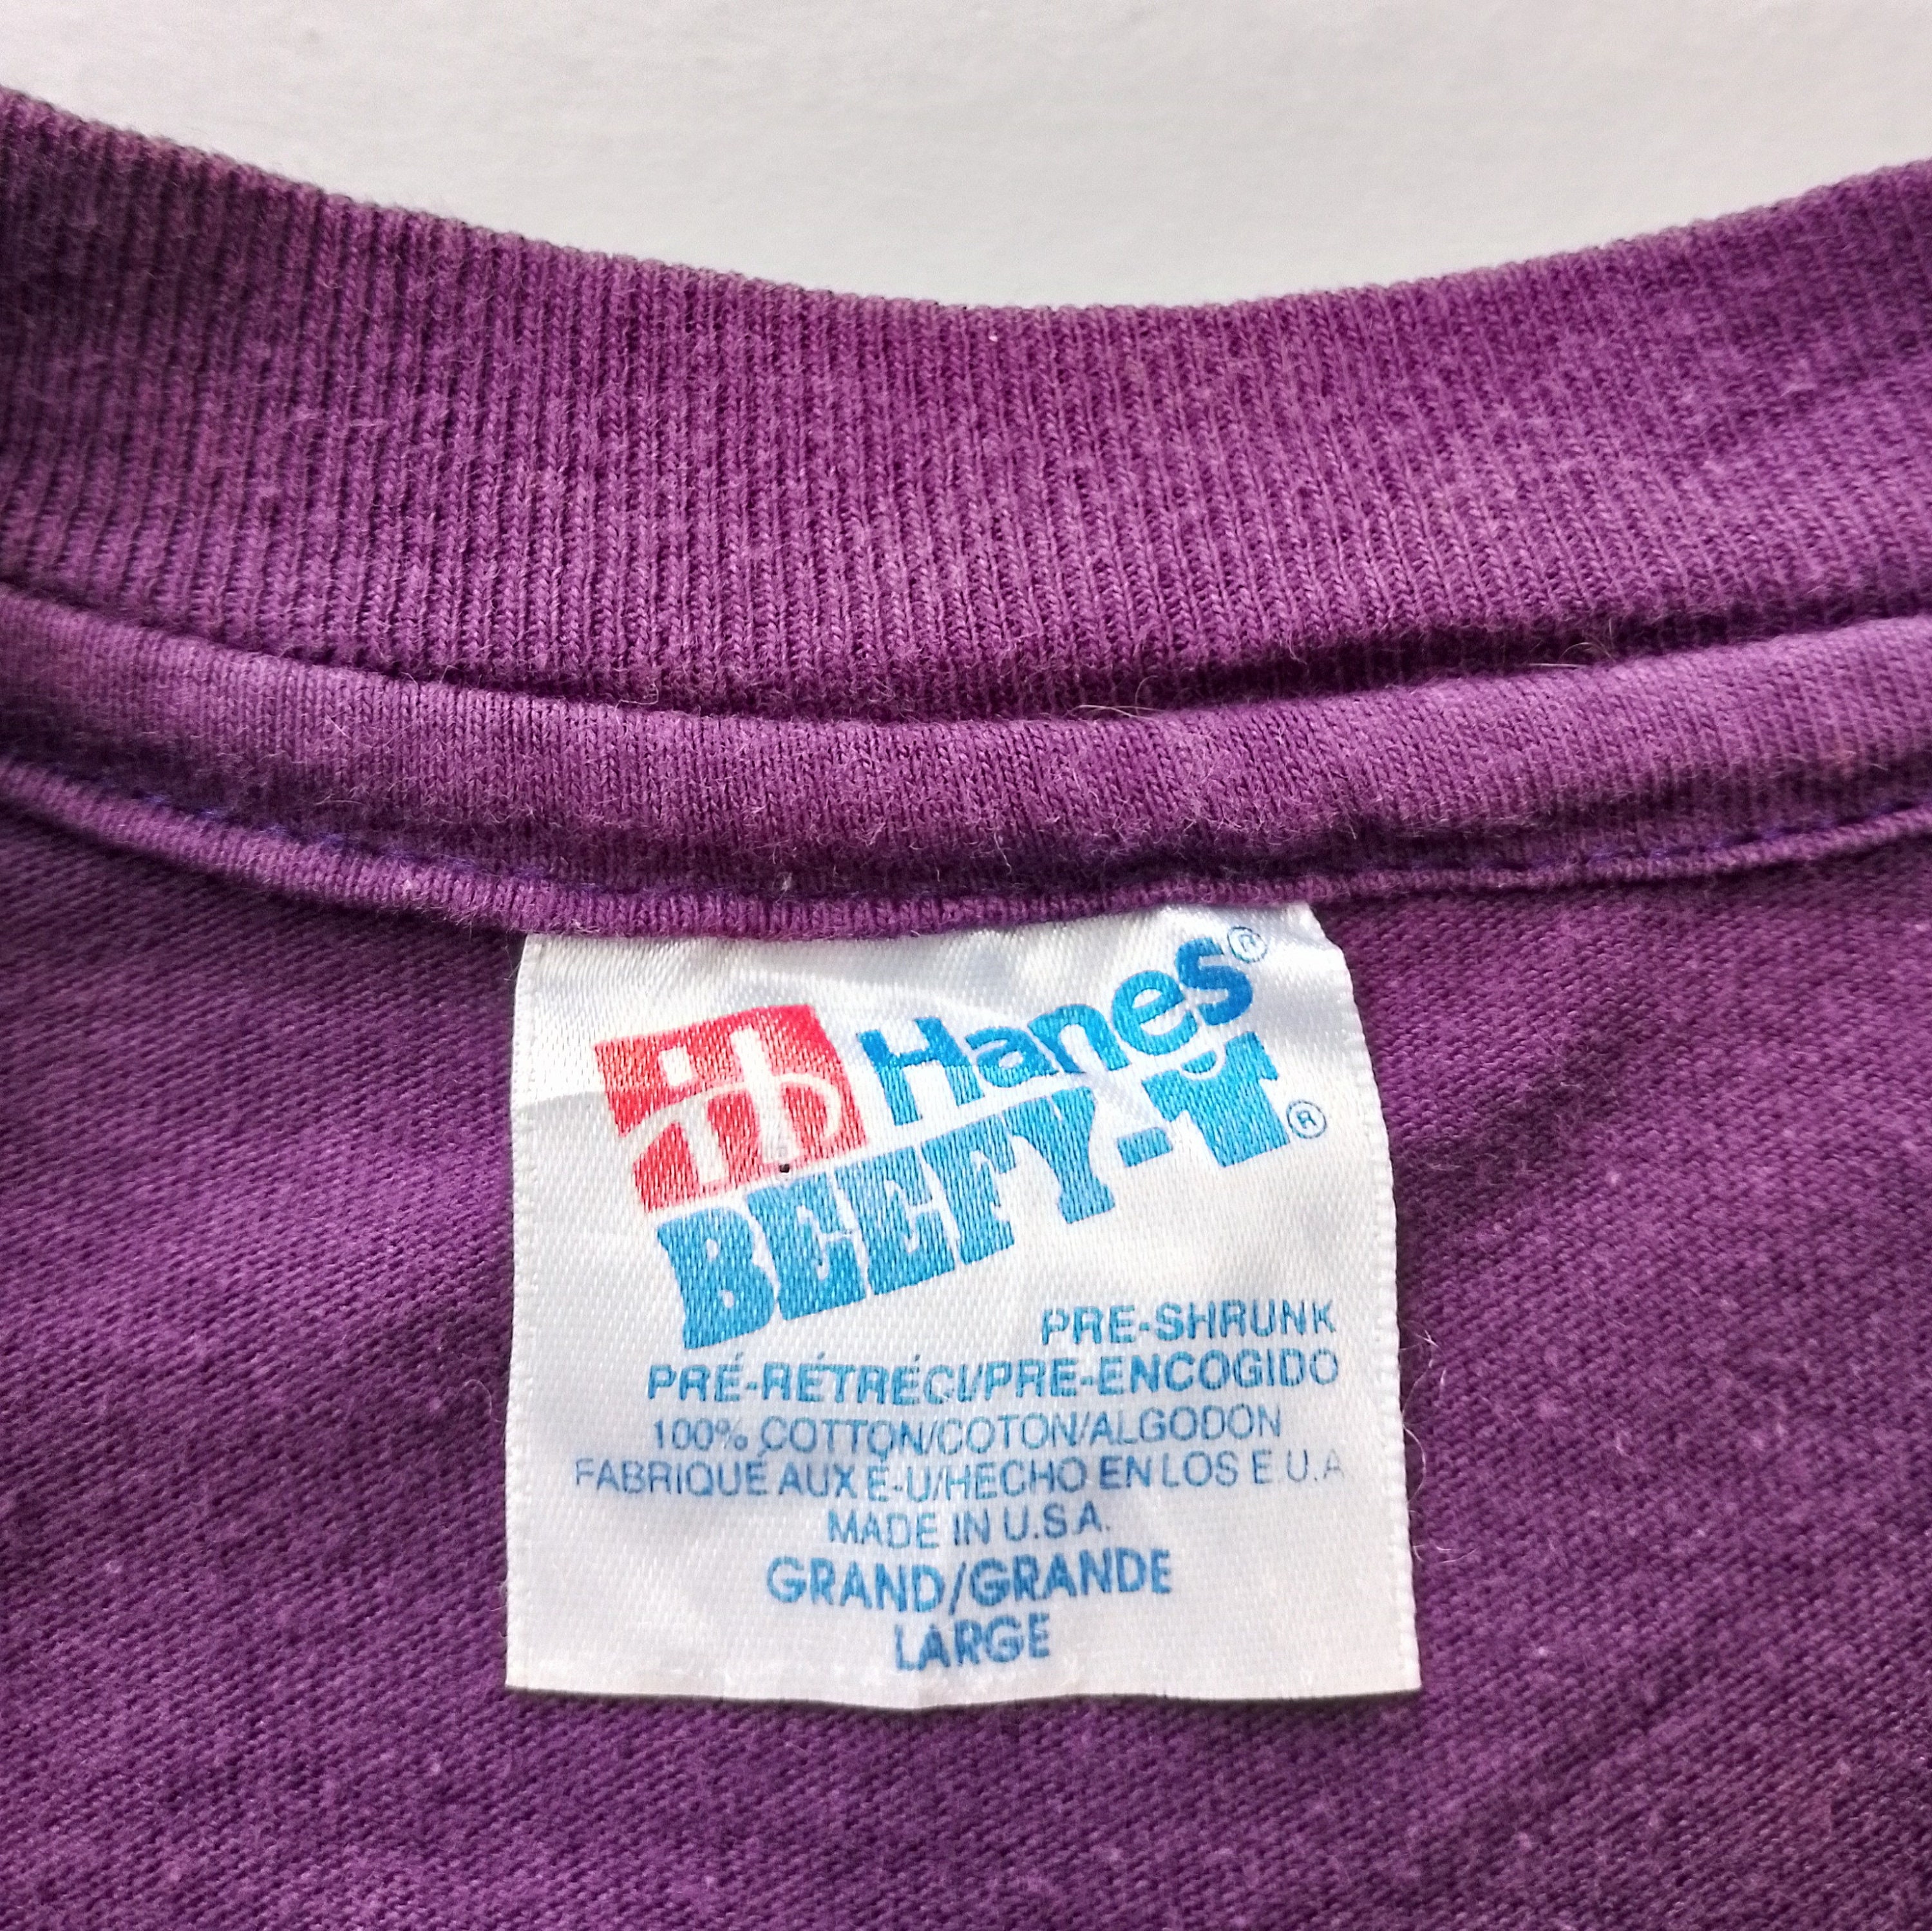 Hanes®
BEEFY-T®
PRE-SHRUNK
PRÉ-RÉTRÉCI/PRE-ENCOGIDO
100% COTTON/COTON/ALGODON
FABRIQUÉ AUX É-U/HECHO EN LOS E.U.A
MADE IN U.S.A.
GRAND/GRANDE
LARGE